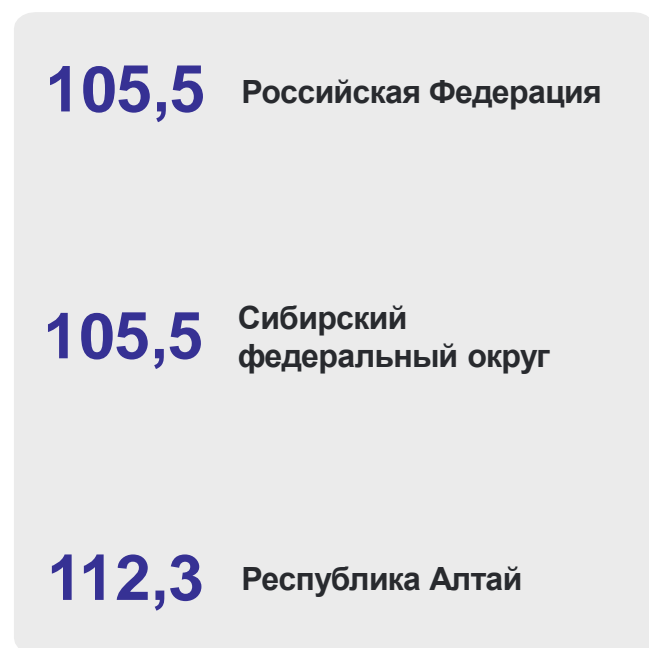 105,5 Российская Федерация
105,5 Сибирский
федеральный округ
112,3 Республика Алтай